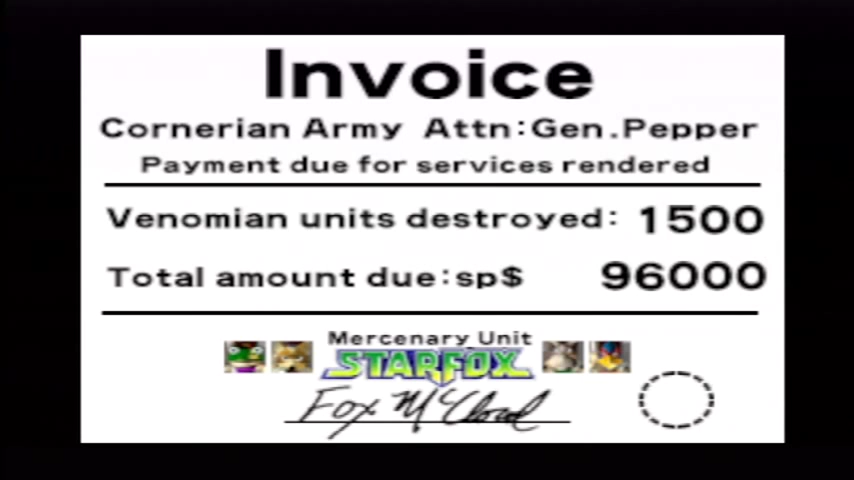 Invoice
Cornerian Army Attn:Gen.Pepper
Payment due for services rendered
Venomian units destroyed: 1500
Total amount due:sp$ 96000
Mercenary Unit
STARFOX
Fox McCloud